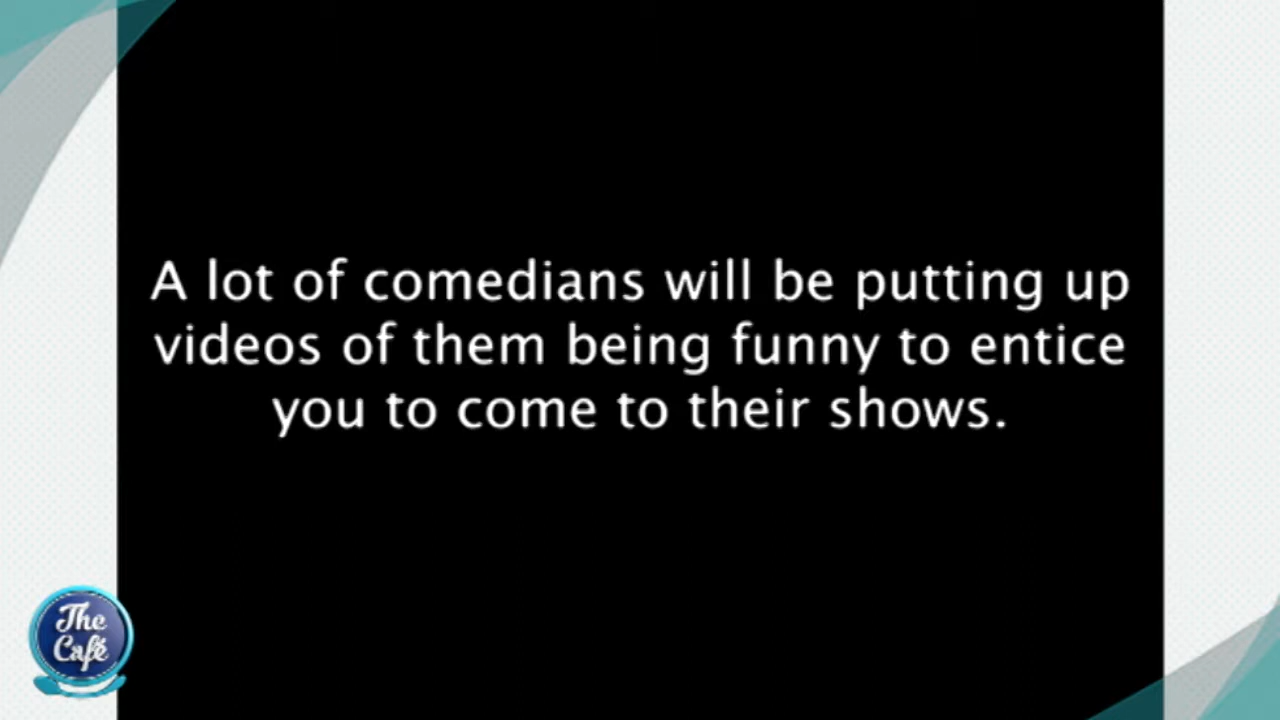 A lot of comedians will be putting up
videos of them being funny to entice
you to come to their shows.
The
Café